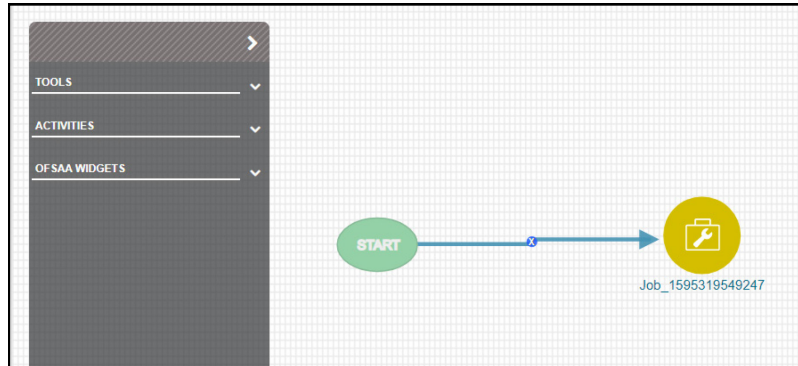 TOOLS
ACTIVITIES
OFSAA WIDGETS
START
X
Job_1595319549247